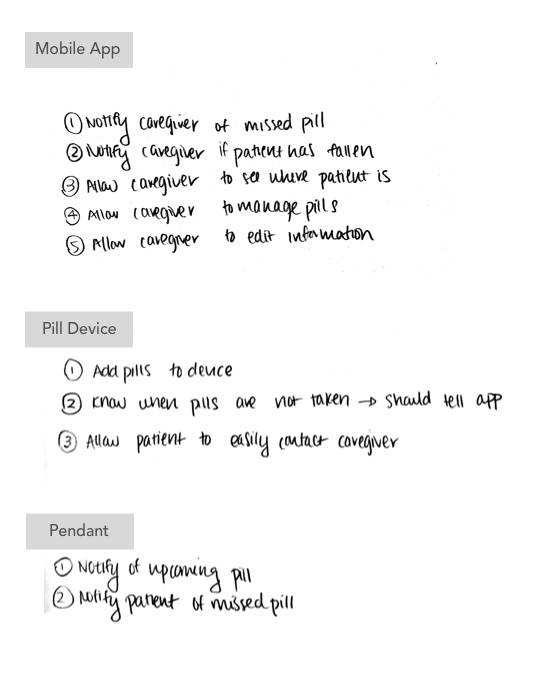 Mobile App
① Notify caregiver of missed pill
② Notify caregiver if patient has fallen
③ Allow caregiver to see where patient is
④ Allow caregiver to manage pills
⑤ Allow caregiver to edit information
Pill Device
① Add pills to device
② Know when pills are not taken → should tell app
③ Allow patient to easily contact caregiver
Pendant
① Notify of upcoming pill
② Notify patient of missed pill